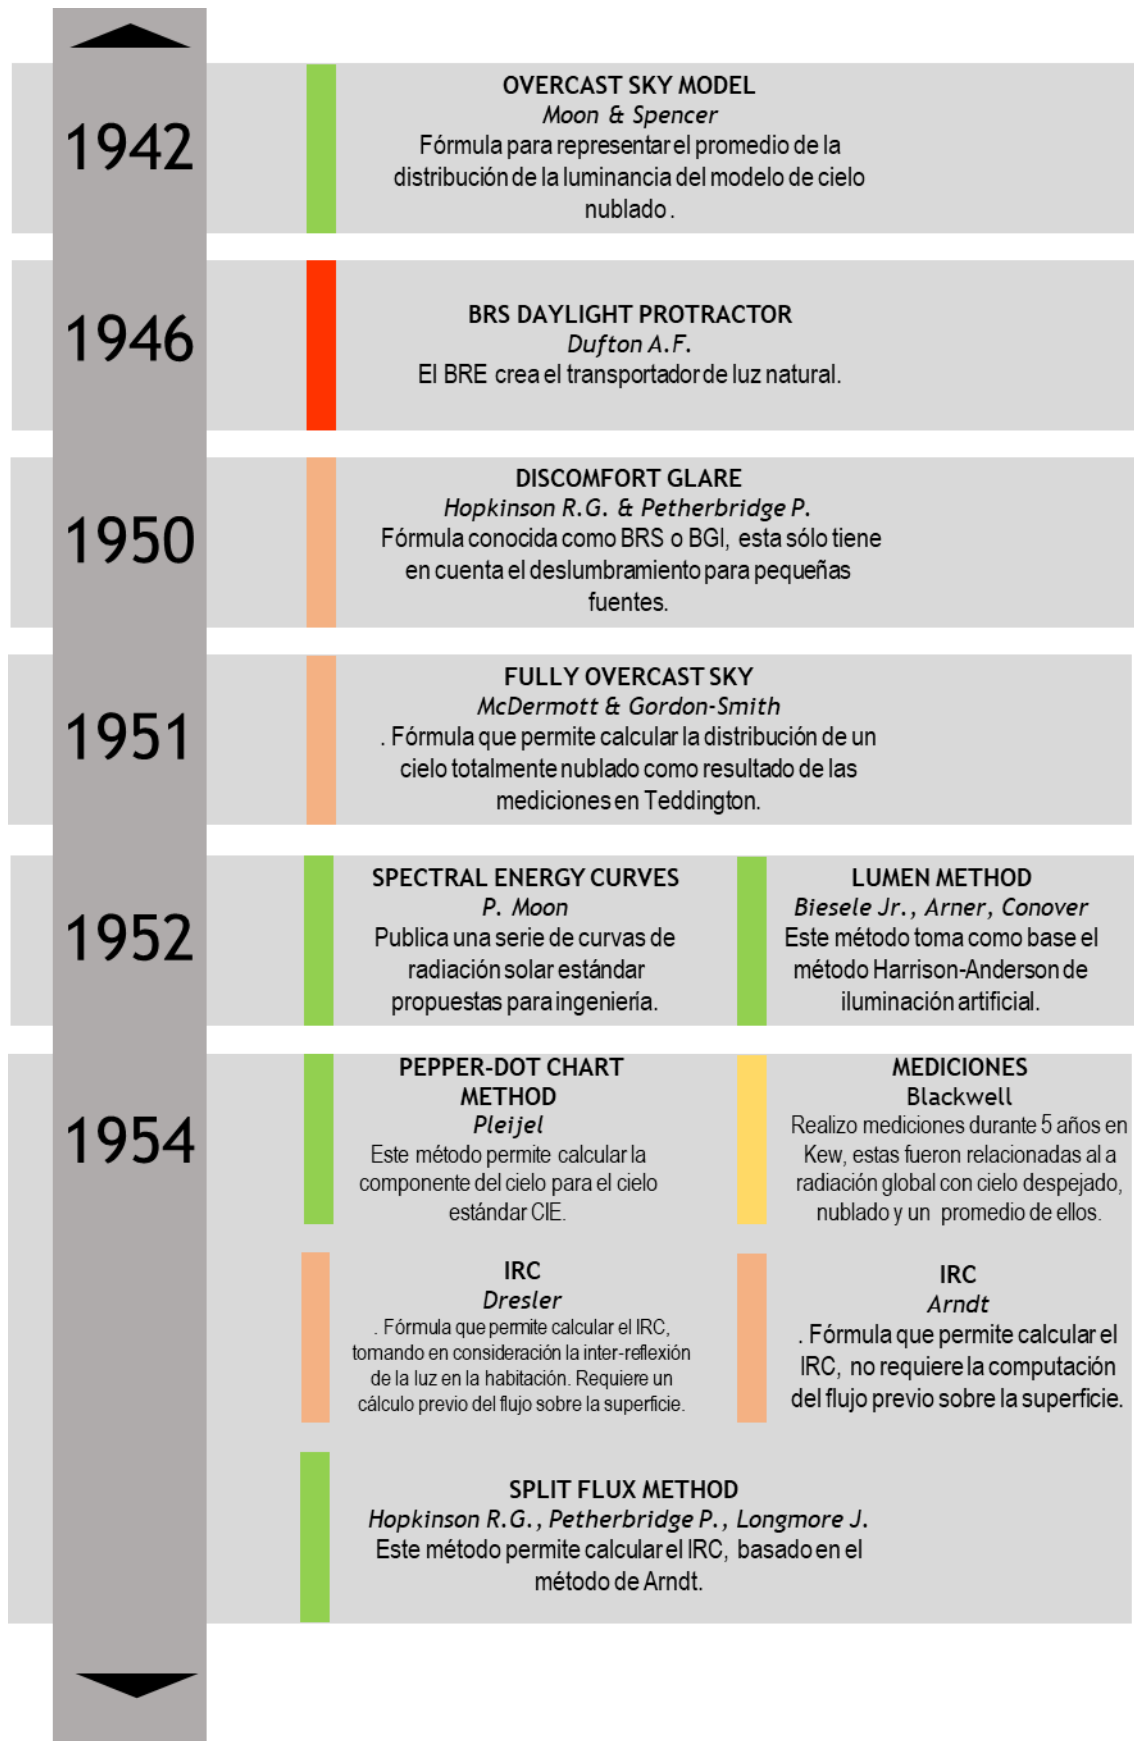 1942
OVERCAST SKY MODEL
Moon & Spencer
Fórmula para representar el promedio de la
distribución de la luminancia del modelo de cielo
nublado .
1946
BRS DAYLIGHT PROTRACTOR
Dufton A.F.
El BRE crea el transportador de luz natural.
1950
DISCOMFORT GLARE
Hopkinson R.G. & Petherbridge P.
Fórmula conocida como BRS o BGI, esta sólo tiene
en cuenta el deslumbramiento para pequeñas
fuentes.
1951
FULLY OVERCAST SKY
McDermott & Gordon-Smith
. Fórmula que permite calcular la distribución de un
cielo totalmente nublado como resultado de las
mediciones en Teddington.
1952
SPECTRAL ENERGY CURVES
P. Moon
Publica una serie de curvas de
radiación solar estándar
propuestas para ingeniería.
LUMEN METHOD
Biesele Jr., Arner, Conover
Este método toma como base el
método Harrison-Anderson de
iluminación artificial.
1954
PEPPER-DOT CHART
METHOD
Pleijel
Este método permite calcular la
componente del cielo para el cielo
estándar CIE.
MEDICIONES
Blackwell
Realizo mediciones durante 5 años en
Kew, estas fueron relacionadas al a
radiación global con cielo despejado,
nublado y un promedio de ellos.
IRC
Dresler
. Fórmula que permite calcular el IRC,
tomando en consideración la inter-reflexión
de la luz en la habitación. Requiere un
cálculo previo del flujo sobre la superficie.
IRC
Arndt
. Fórmula que permite calcular el
IRC, no requiere la computación
del flujo previo sobre la superficie.
SPLIT FLUX METHOD
Hopkinson R.G., Petherbridge P., Longmore J.
Este método permite calcular el IRC, basado en el
método de Arndt.